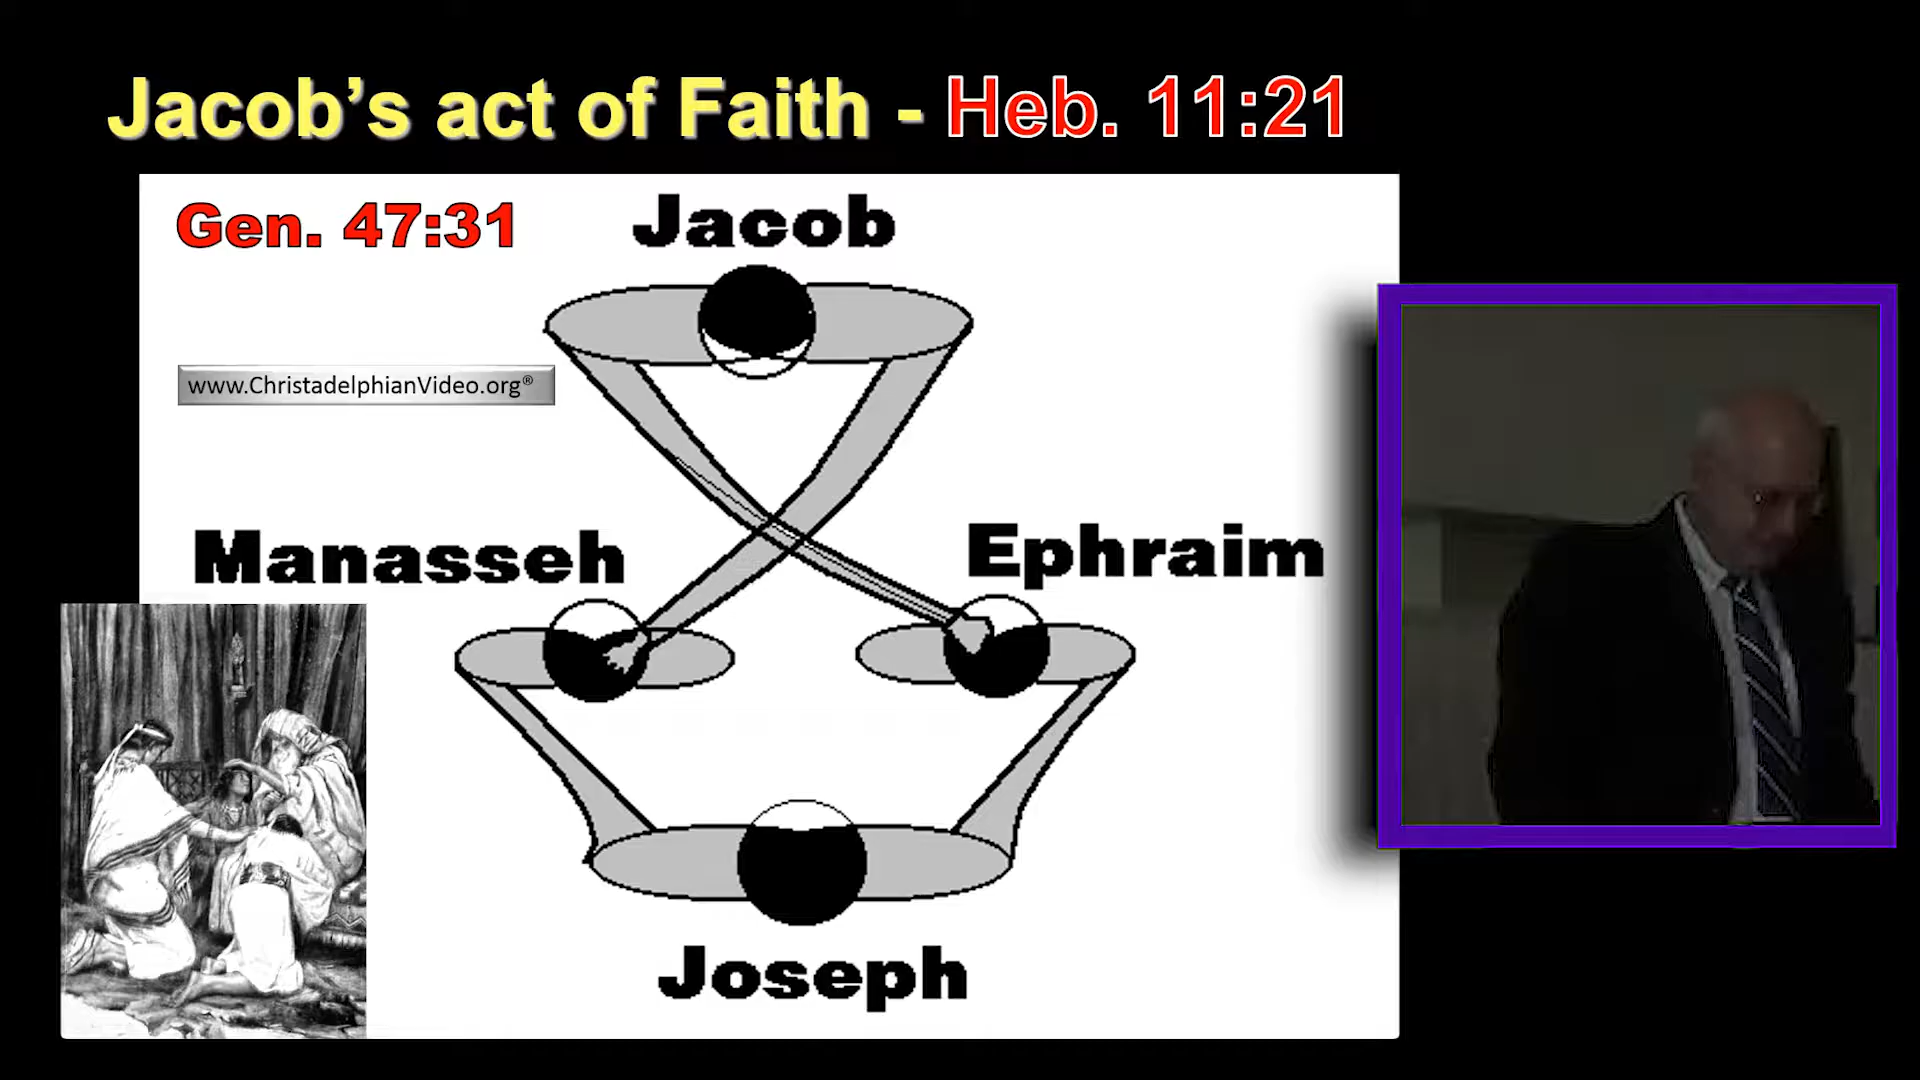 Jacob’s act of Faith - Heb. 11:21
Gen. 47:31
Jacob
www.ChristadelphianVideo.org®
Manasseh
Ephraim
Joseph